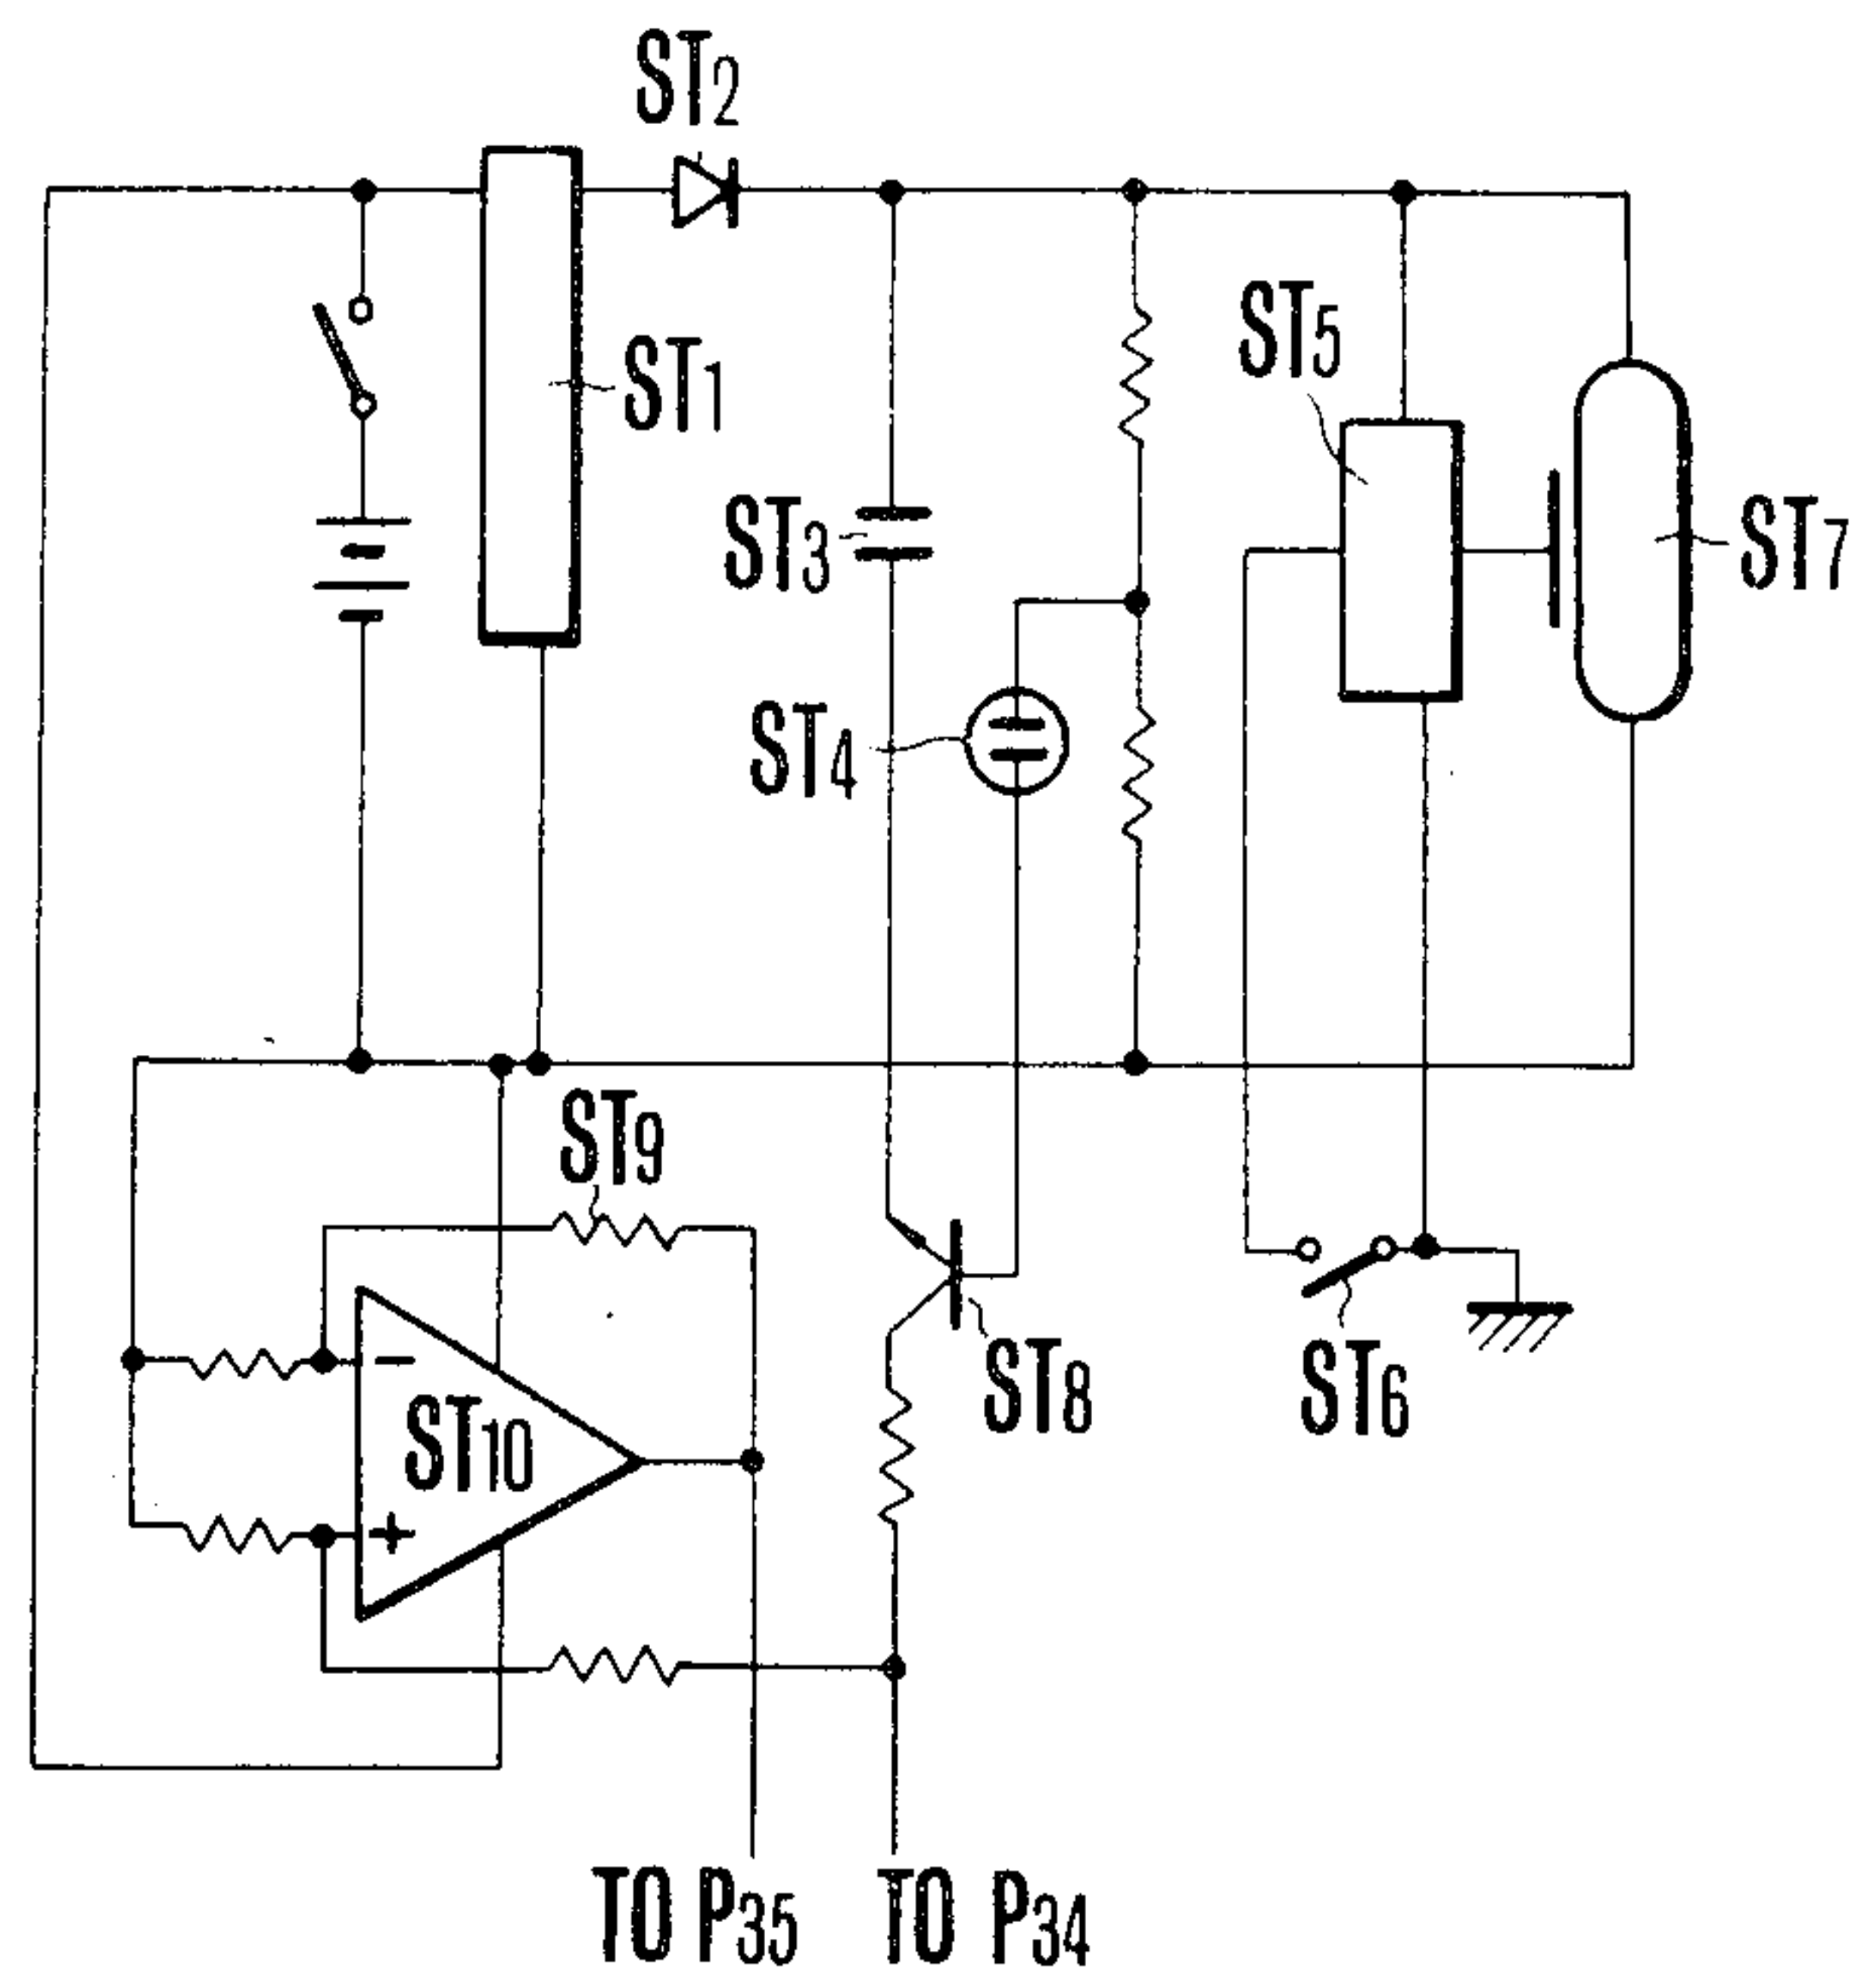 ST2
ST1
ST5
ST3
ST7
ST4
ST9
ST8
ST6
−
ST10
+
TO P35
TO P34